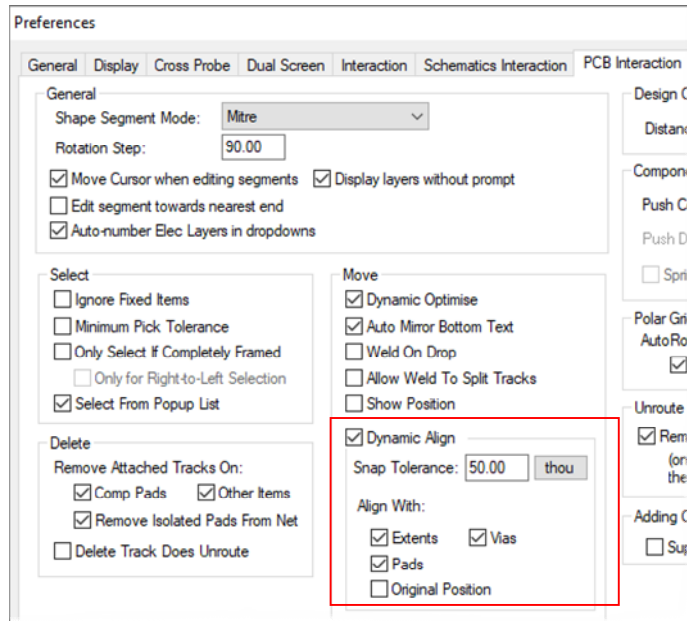 Preferences
General Display Cross Probe Dual Screen Interaction Schematics Interaction PCB Interaction
General
Shape Segment Mode: Mitre
Rotation Step: 90.00
Move Cursor when editing segments Display layers without prompt
Edit segment towards nearest end
Auto-number Elec Layers in dropdowns
Select
Ignore Fixed Items
Minimum Pick Tolerance
Only Select If Completely Framed
Only for Right-to-Left Selection
Select From Popup List
Delete
Remove Attached Tracks On:
Comp Pads Other Items
Remove Isolated Pads From Net
Delete Track Does Unroute
Move
Dynamic Optimise
Auto Mirror Bottom Text
Weld On Drop
Allow Weld To Split Tracks
Show Position
Dynamic Align
Snap Tolerance: 50.00 thou
Align With:
Extents Vias
Pads
Original Position
Design
Distanc
Compone
Push C
Push D
Spri
Polar Gri
AutoRo
Unroute
Rem
(or
the
Adding
Sup